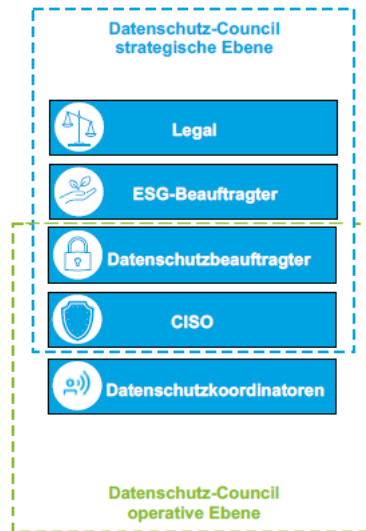 Datenschutz-Council
strategische Ebene
Legal
ESG-Beauftragter
Datenschutzbeauftragter
CISO
Datenschutzkoordinatoren
Datenschutz-Council
operative Ebene